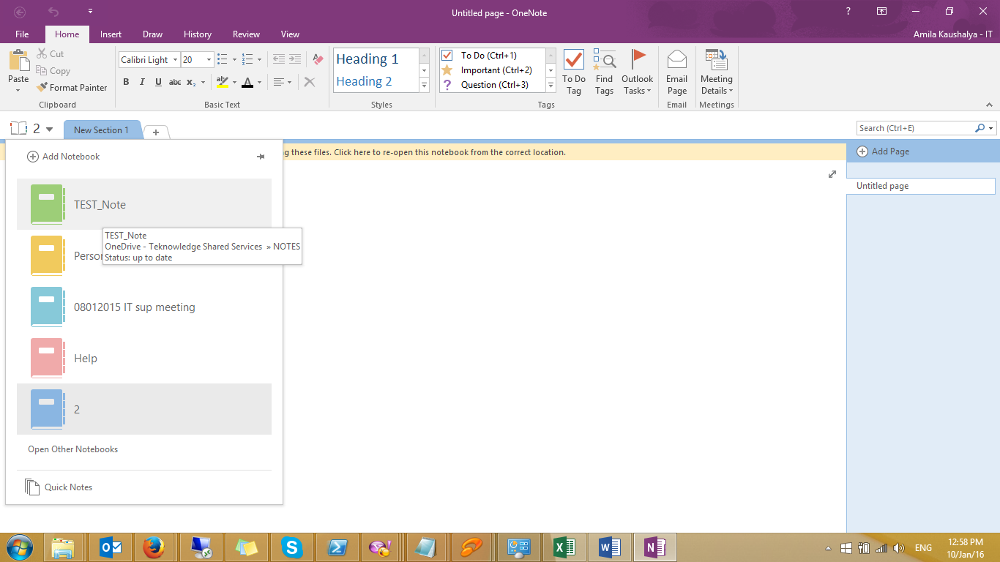 Untitled page - OneNote
?
File Home Insert Draw History Review View
Amila Kaushalya - IT
Paste
Cut
Copy
Format Painter
Clipboard
Calibri Light 20
B I U abc X₂ ab A
Basic Text
Heading 1
Heading 2
Styles
To Do (Ctrl+1)
Important (Ctrl+2)
? Question (Ctrl+3)
To Do
Tag
Find
Tags
Outlook
Tasks
Tags
Email
Page
Email
Meeting
Details
Meetings
2
New Section 1
+
Search (Ctrl+E)
Add Notebook
g these files. Click here to re-open this notebook from the correct location.
Add Page
Untitled page
TEST_Note
TEST_Note
OneDrive - Teknowledge Shared Services » NOTES
Status: up to date
Person
08012015 IT sup meeting
Help
2
Open Other Notebooks
Quick Notes
ENG
12:58 PM
10/Jan/16